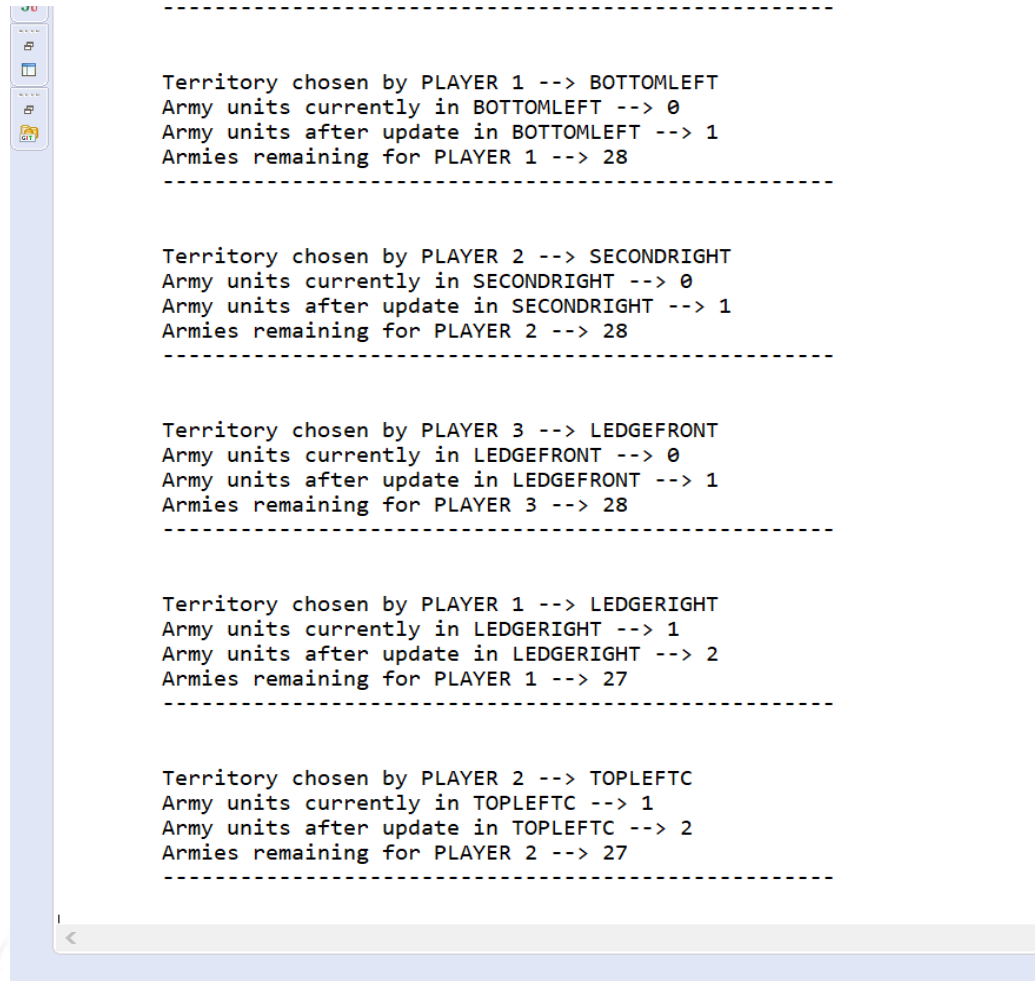 -----------------------------------------------------
Territory chosen by PLAYER 1 --> BOTTOMLEFT
Army units currently in BOTTOMLEFT --> 0
Army units after update in BOTTOMLEFT --> 1
Armies remaining for PLAYER 1 --> 28
-----------------------------------------------------
Territory chosen by PLAYER 2 --> SECONDRIGHT
Army units currently in SECONDRIGHT --> 0
Army units after update in SECONDRIGHT --> 1
Armies remaining for PLAYER 2 --> 28
-----------------------------------------------------
Territory chosen by PLAYER 3 --> LEDGEFRONT
Army units currently in LEDGEFRONT --> 0
Army units after update in LEDGEFRONT --> 1
Armies remaining for PLAYER 3 --> 28
-----------------------------------------------------
Territory chosen by PLAYER 1 --> LEDGERIGHT
Army units currently in LEDGERIGHT --> 1
Army units after update in LEDGERIGHT --> 2
Armies remaining for PLAYER 1 --> 27
-----------------------------------------------------
Territory chosen by PLAYER 2 --> TOPLEFTC
Army units currently in TOPLEFTC --> 1
Army units after update in TOPLEFTC --> 2
Armies remaining for PLAYER 2 --> 27
-----------------------------------------------------
GIT